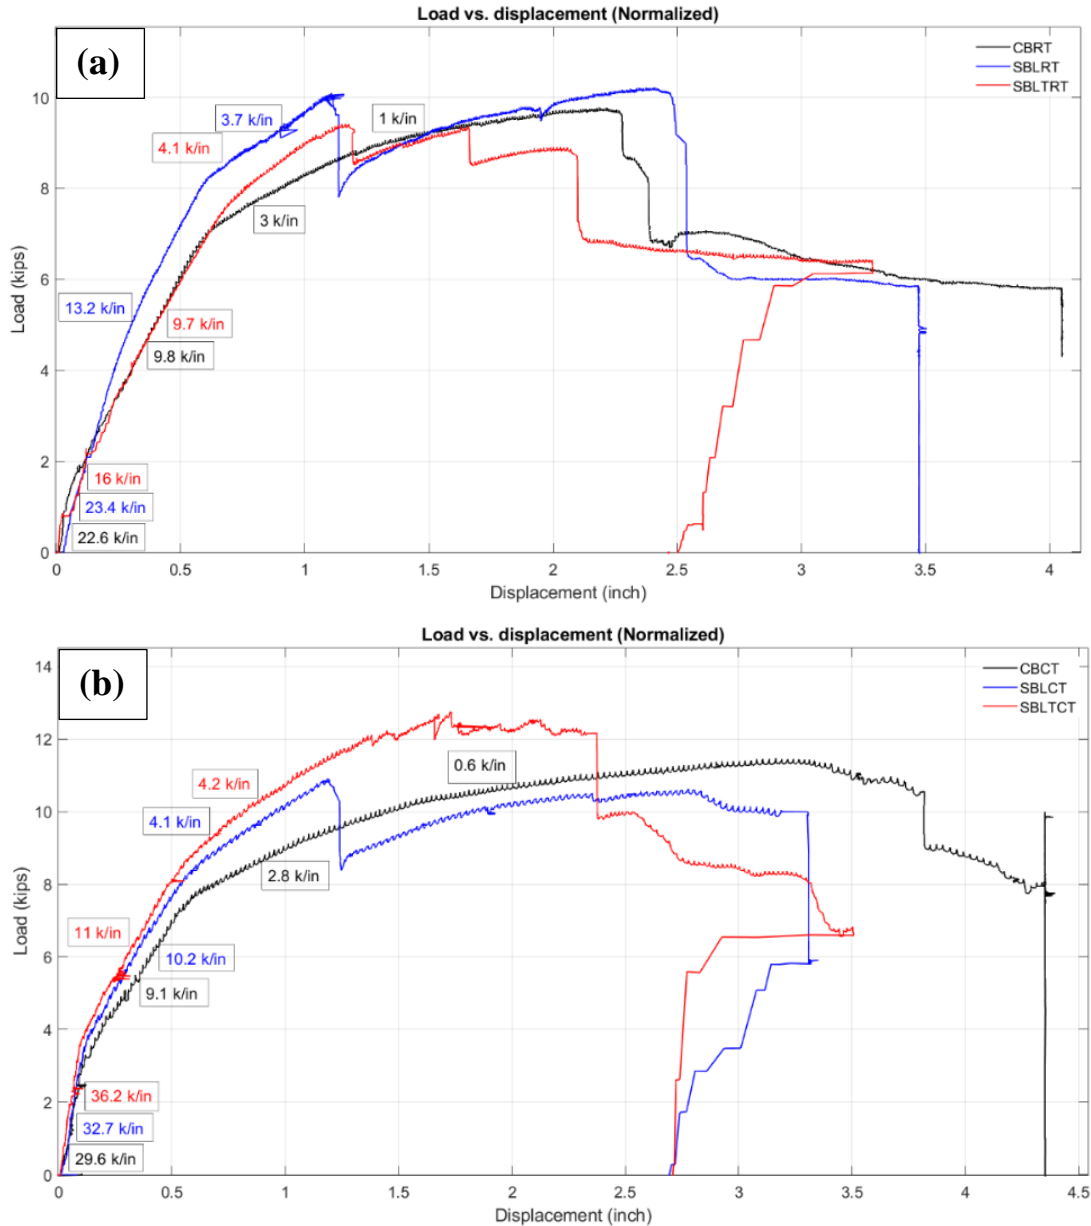 Load vs. displacement (Normalized)
(a)
CBRT
SBLRT
SBLTRT
10
8
6
4
2
0
Load (kips)
3.7 k/in
1 k/in
4.1 k/in
3 k/in
13.2 k/in
9.7 k/in
9.8 k/in
16 k/in
23.4 k/in
22.6 k/in
0
0.5
1
1.5
2
2.5
3
3.5
4
Displacement (inch)
Load vs. displacement (Normalized)
(b)
CBCT
SBLCT
SBLTCT
14
12
10
8
6
4
2
0
Load (kips)
0.6 k/in
4.2 k/in
4.1 k/in
2.8 k/in
11 k/in
10.2 k/in
9.1 k/in
36.2 k/in
32.7 k/in
29.6 k/in
0
0.5
1
1.5
2
2.5
3
3.5
4
4.5
Displacement (inch)